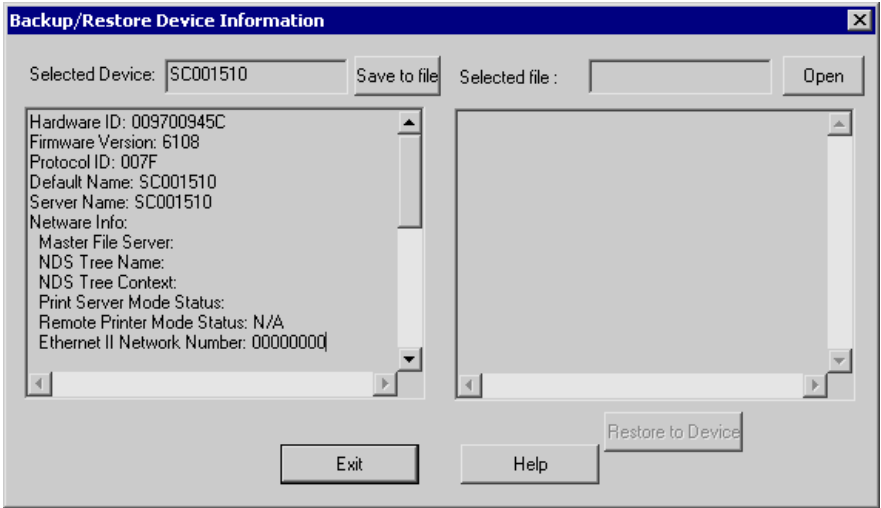 Backup/Restore Device Information
Selected Device: SC001510 Save to file Selected file : Open
Hardware ID: 009700945C
Firmware Version: 6108
Protocol ID: 007F
Default Name: SC001510
Server Name: SC001510
Netware Info:
Master File Server:
NDS Tree Name:
NDS Tree Context:
Print Server Mode Status:
Remote Printer Mode Status: N/A
Ethernet II Network Number: 00000000
Restore to Device
Exit Help